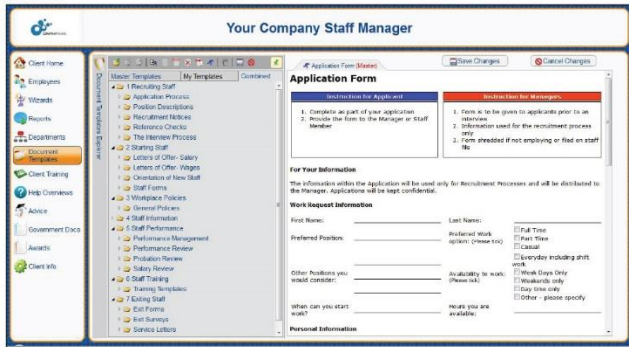 Your Company Staff Manager
Client Home
Employees
Wizards
Reports
Departments
Document
Templates
Client Training
Help Overviews
Advice
Government Docs
Awards
Client Info
Document Templates Explorer
Master Templates
My Templates
Combined
1 Recruiting Staff
Application Process
Position Descriptions
Recruitment Notices
Reference Checks
The Interview Process
2 Starting Staff
Letters of Offer- Salary
Letters of Offer- Wages
Orientation of New Staff
Staff Forms
3 Workplace Policies
General Policies
4 Staff Information
5 Staff Performance
Performance Management
Performance Review
Probation Review
Salary Review
6 Staff Training
Training Templates
7 Exiting Staff
Exit Forms
Exit Surveys
Service Letters
Application Form (Master)
Save Changes
Cancel Changes
Application Form
Instruction for Applicant
1. Complete as part of your application
2. Provide the form to the Manager or Staff
Member
Instruction for Managers
1. Form is to be given to applicants prior to an
interview
2. Information used for the recruitment process
only
3. Form shredded if not employing or filed on staff
file
For Your Information
The information within the Application will be used only for Recruitment Processes and will be distributed to
the Manager. Applications will be kept confidential.
Work Request Information
First Name:
Last Name:
Preferred Position:
Preferred Work
option: (Please tick)
Full Time
Part Time
Casual
Other Positions you
would consider:
Availability to work:
(Please tick)
Everyday including shift
work
Week Days Only
Weekends only
Day time only
Other - please specify
When can you start
work?
Hours you are
available:
Personal Information